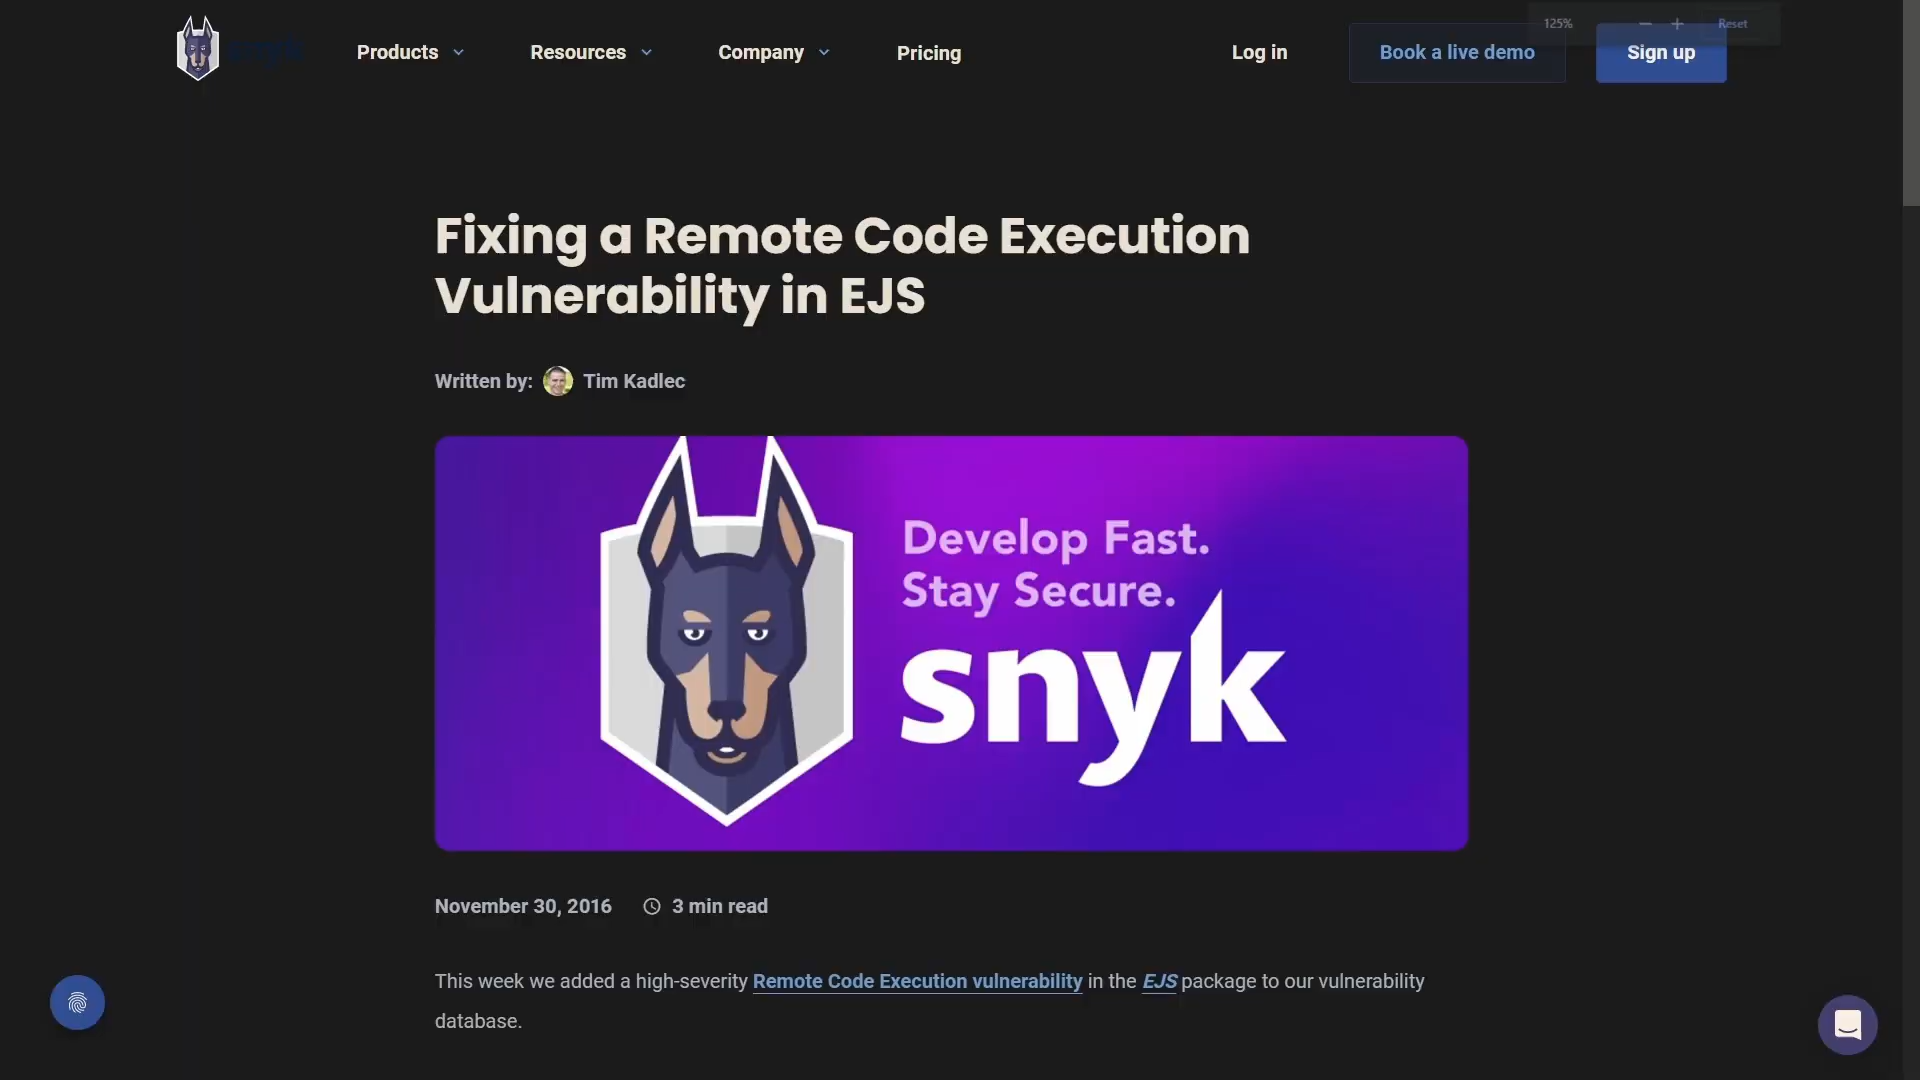 Products
Resources
Company
Pricing
Log in
Book a live demo
Sign up
125%
Reset
Fixing a Remote Code Execution
Vulnerability in EJS
Written by: Tim Kadlec
Develop Fast.
Stay Secure.
snyk
November 30, 2016
3 min read
This week we added a high-severity Remote Code Execution vulnerability in the EJS package to our vulnerability
database.